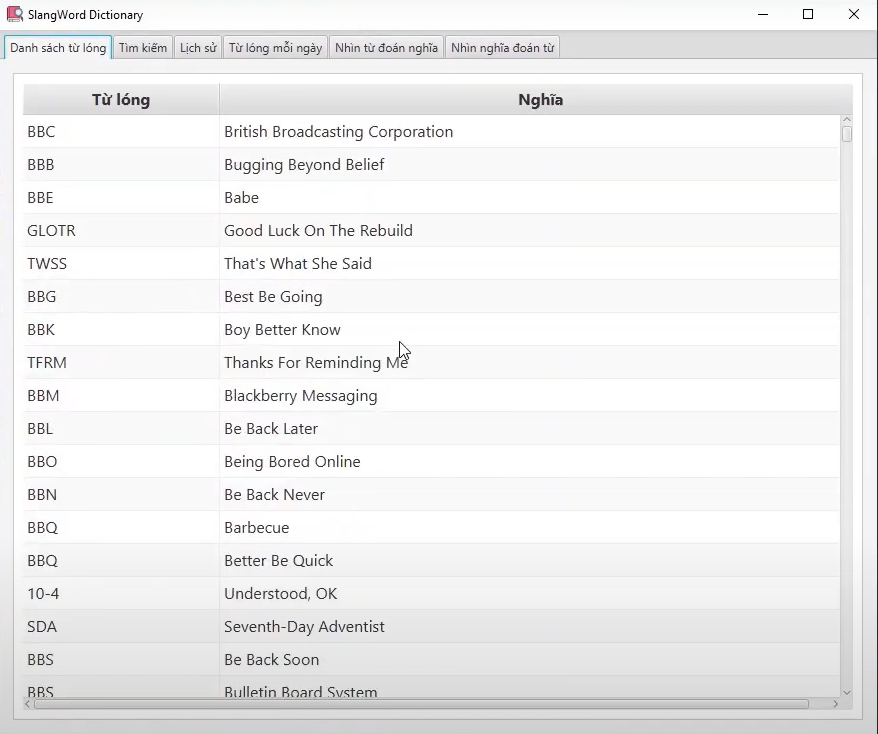 SlangWord Dictionary
Danh sách từ lóng Tìm kiếm Lịch sử Từ lóng mỗi ngày Nhìn từ đoán nghĩa Nhìn nghĩa đoán từ
Từ lóng Nghĩa
BBC British Broadcasting Corporation
BBB Bugging Beyond Belief
BBE Babe
GLOTR Good Luck On The Rebuild
TWSS That's What She Said
BBG Best Be Going
BBK Boy Better Know
TFRM Thanks For Reminding Me
BBM Blackberry Messaging
BBL Be Back Later
BBO Being Bored Online
BBN Be Back Never
BBQ Barbecue
BBQ Better Be Quick
10-4 Understood, OK
SDA Seventh-Day Adventist
BBS Be Back Soon
BBS Bulletin Board System